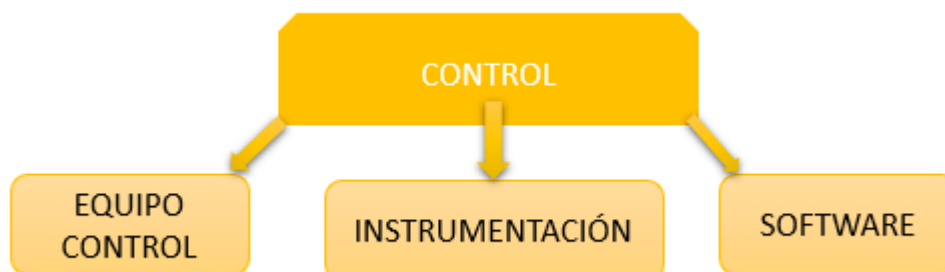 CONTROL
EQUIPO
CONTROL
INSTRUMENTACIÓN
SOFTWARE